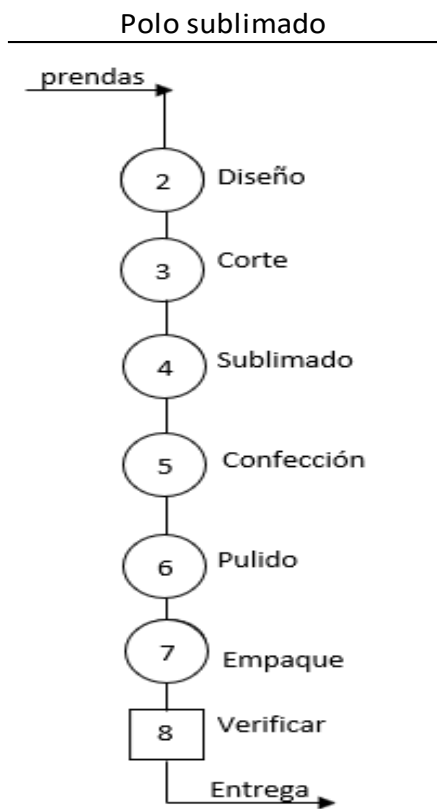 Polo sublimado
prendas
2 Diseño
3 Corte
4 Sublimado
5 Confección
6 Pulido
7 Empaque
8 Verificar
Entrega